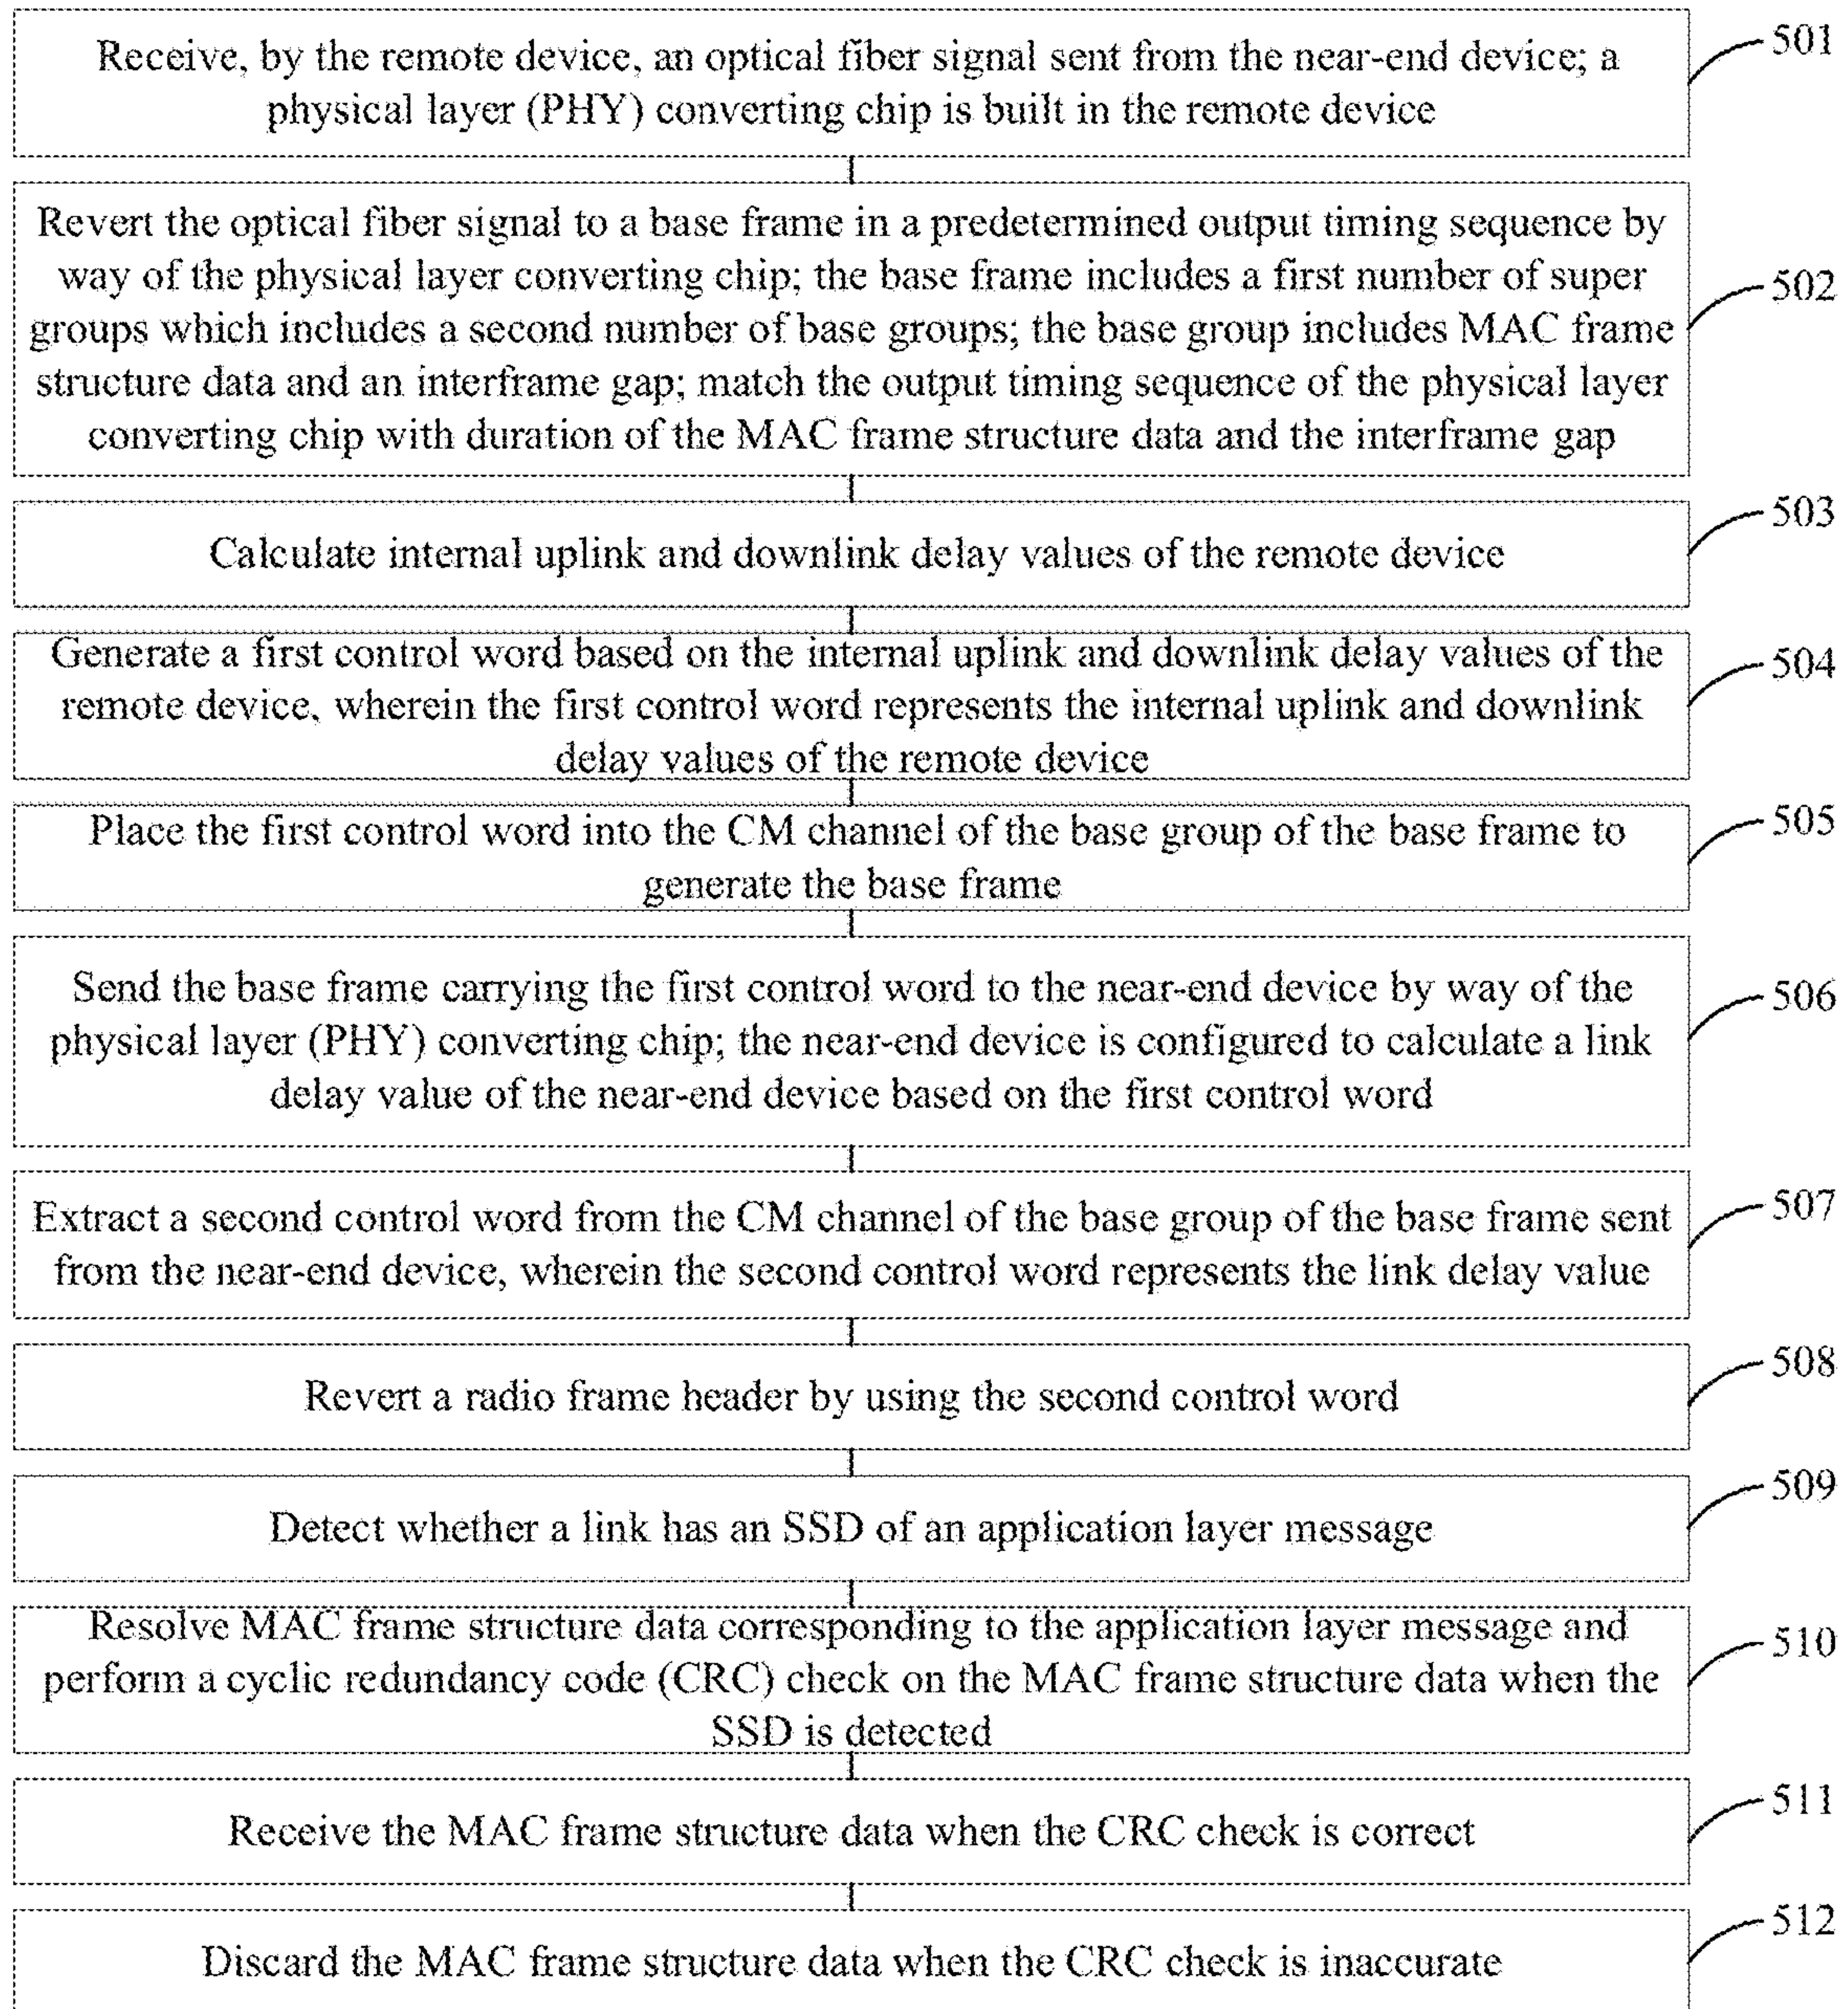 Receive, by the remote device, an optical fiber signal sent from the near-end device; a
physical layer (PHY) converting chip is built in the remote device
501
Revert the optical fiber signal to a base frame in a predetermined output timing sequence by
way of the physical layer converting chip; the base frame includes a first number of super
groups which includes a second number of base groups; the base group includes MAC frame
structure data and an interframe gap; match the output timing sequence of the physical layer
converting chip with duration of the MAC frame structure data and the interframe gap
502
Calculate internal uplink and downlink delay values of the remote device
503
Generate a first control word based on the internal uplink and downlink delay values of the
remote device, wherein the first control word represents the internal uplink and downlink
delay values of the remote device
504
Place the first control word into the CM channel of the base group of the base frame to
generate the base frame
505
Send the base frame carrying the first control word to the near-end device by way of the
physical layer (PHY) converting chip; the near-end device is configured to calculate a link
delay value of the near-end device based on the first control word
506
Extract a second control word from the CM channel of the base group of the base frame sent
from the near-end device, wherein the second control word represents the link delay value
507
Revert a radio frame header by using the second control word
508
Detect whether a link has an SSD of an application layer message
509
Resolve MAC frame structure data corresponding to the application layer message and
perform a cyclic redundancy code (CRC) check on the MAC frame structure data when the
SSD is detected
510
Receive the MAC frame structure data when the CRC check is correct
511
Discard the MAC frame structure data when the CRC check is inaccurate
512